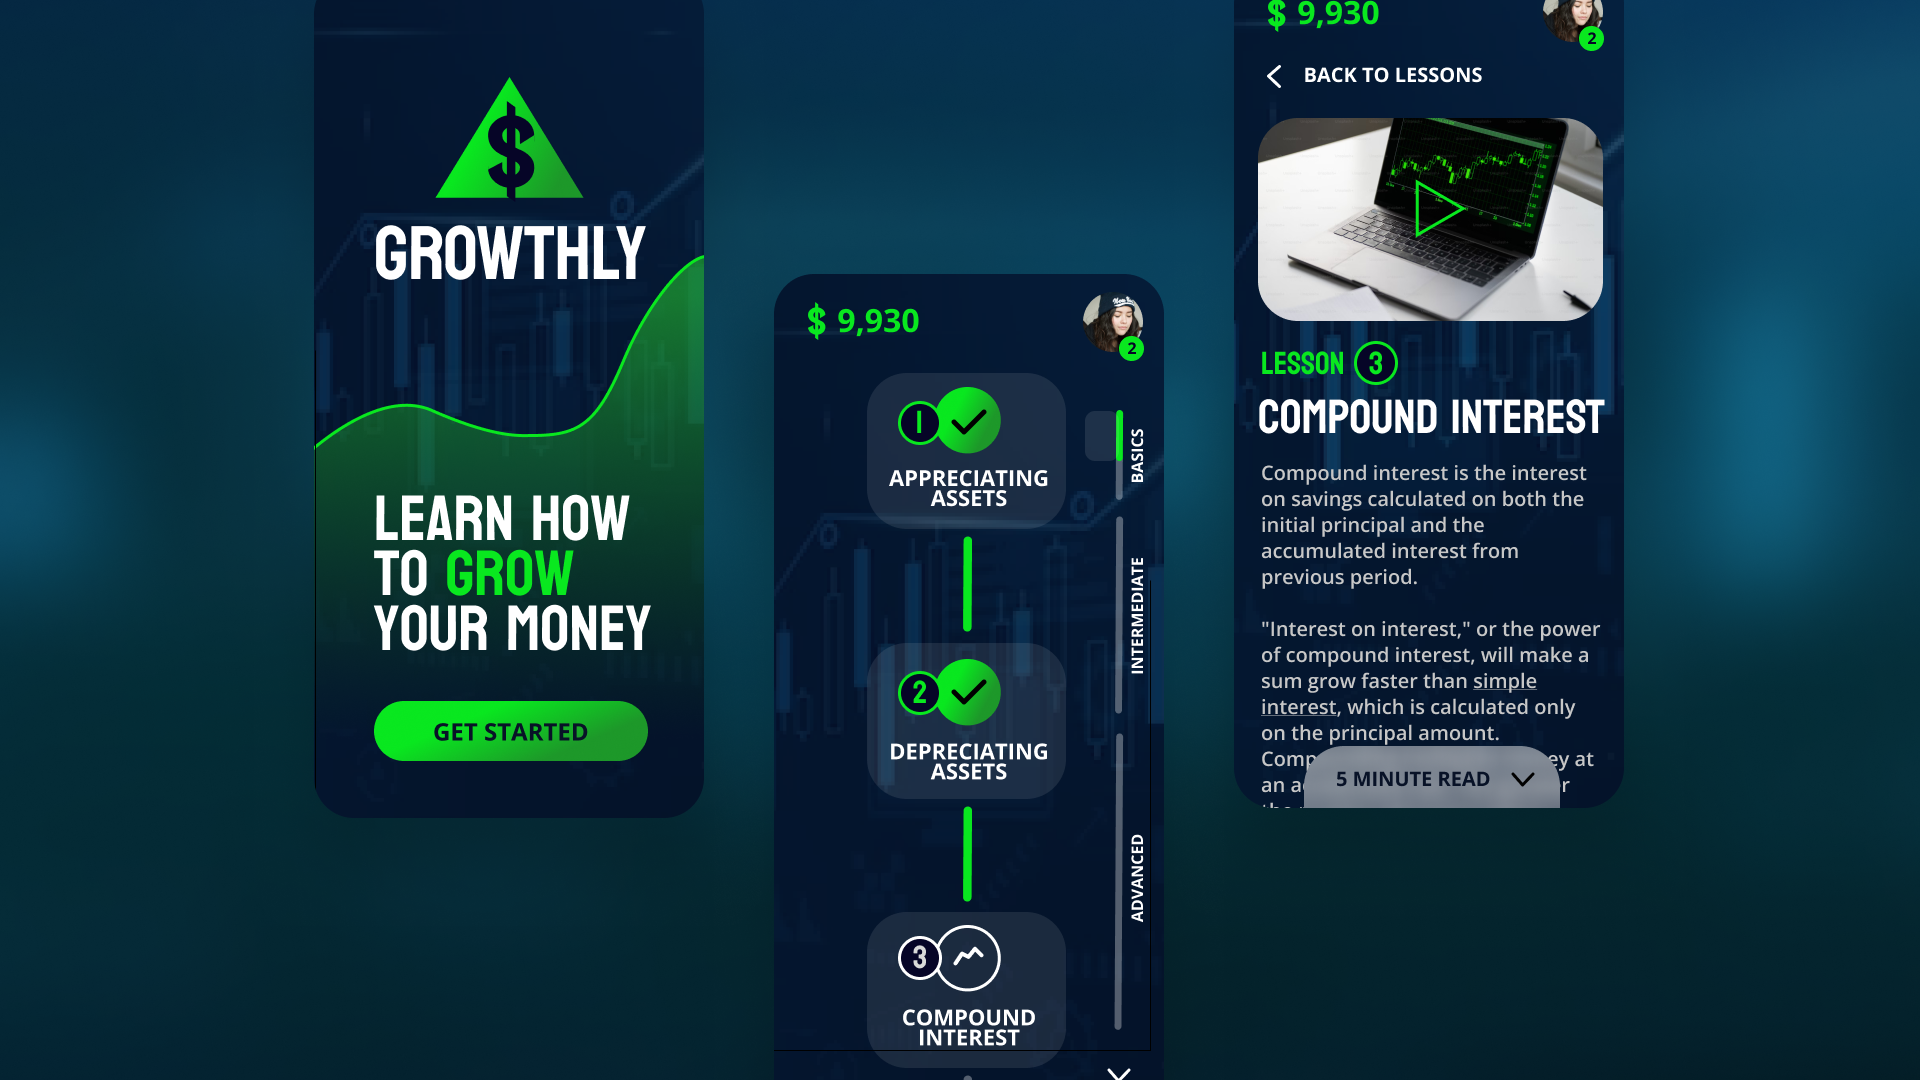 $
GROWTHLY
LEARN HOW
TO GROW
YOUR MONEY
GET STARTED
$ 9,930
2
1
APPRECIATING
ASSETS
2
DEPRECIATING
ASSETS
3
COMPOUND
INTEREST
BASICS
INTERMEDIATE
ADVANCED
$ 9,930
2
BACK TO LESSONS
LESSON 3
COMPOUND INTEREST
Compound interest is the interest
on savings calculated on both the
initial principal and the
accumulated interest from
previous period.
"Interest on interest," or the power
of compound interest, will make a
sum grow faster than simple
interest, which is calculated only
on the principal amount.
ey at
an
5 MINUTE READ